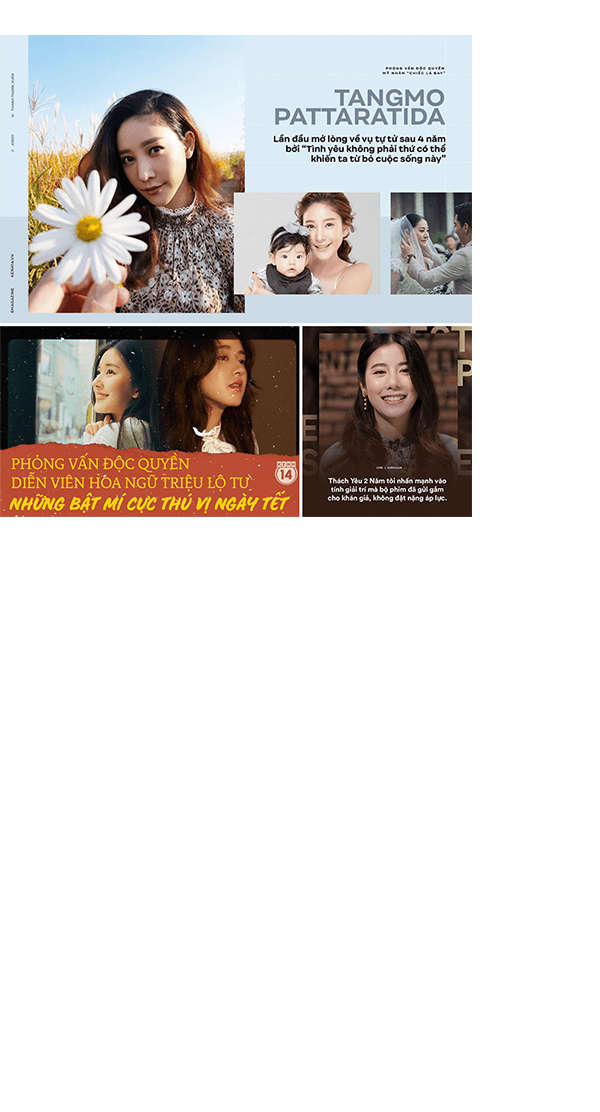 PHỎNG VẤN ĐỘC QUYỀN
MỸ NHÂN "CHIẾC LÁ BAY"
TANGMO
PATTARATIDA
Lần đầu mở lòng về vụ tự tử sau 4 năm
bởi "Tình yêu không phải thứ có thể
khiến ta từ bỏ cuộc sống này"
EMAGAZINE KENH14.VN
PHỎNG VẤN ĐỘC QUYỀN
DIỄN VIÊN HOA NGỮ TRIỆU LỘ TƯ
NHỮNG BẬT MÍ CỰC THÚ VỊ NGÀY TẾT
14
Thách Yêu 2 Năm tôi nhấn mạnh vào
tính giải trí mà bộ phim đã gửi gắm
cho khán giả, không đặt nặng áp lực.